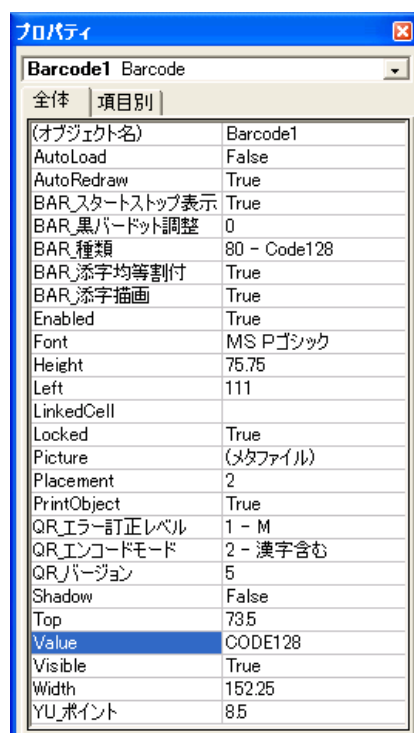 プロパティ
Barcode1 Barcode
全体 項目別
(オブジェクト名) Barcode1
AutoLoad False
AutoRedraw True
BAR_スタートストップ表示 True
BAR_黒バードット調整 0
BAR_種類 80 - Code128
BAR_添字均等割付 True
BAR_添字描画 True
Enabled True
Font MS Pゴシック
Height 75.75
Left 111
LinkedCell
Locked True
Picture (メタファイル)
Placement 2
PrintObject True
QR_エラー訂正レベル 1 - M
QR_エンコードモード 2 -漢字含む
QR_バージョン 5
Shadow False
Top 73.5
Value CODE128
Visible True
Width 152.25
YU_ポイント 8.5